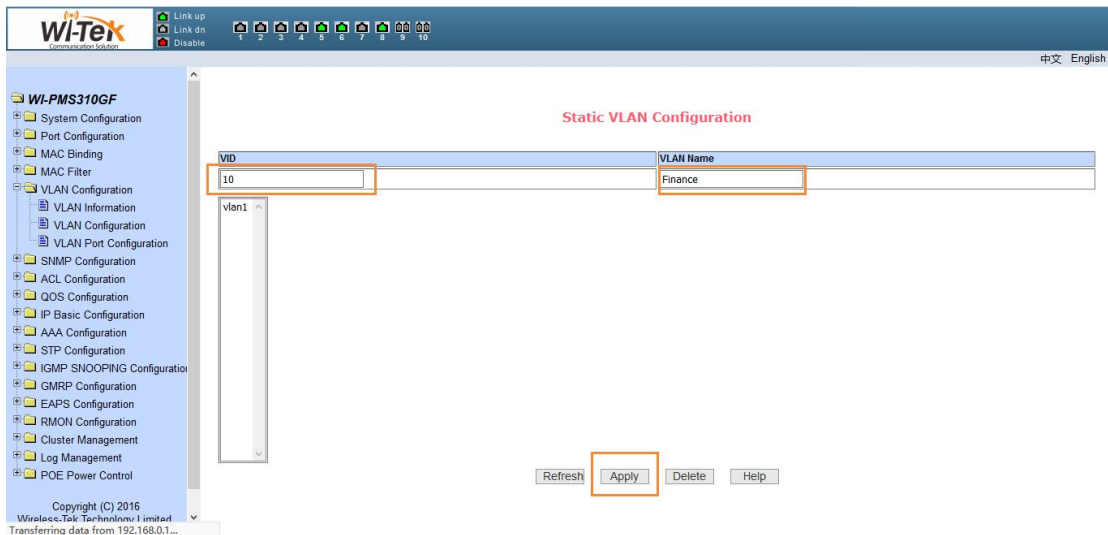 WI-TeK
Communication Solution
Link up
Link dn
Disable
1 2 3 4 5 6 7 8 9 10
中文 English
WI-PMS310GF
System Configuration
Port Configuration
MAC Binding
MAC Filter
VLAN Configuration
VLAN Information
VLAN Configuration
VLAN Port Configuration
SNMP Configuration
ACL Configuration
QOS Configuration
IP Basic Configuration
AAA Configuration
STP Configuration
IGMP SNOOPING Configuration
GMRP Configuration
EAPS Configuration
RMON Configuration
Cluster Management
Log Management
POE Power Control
Copyright (C) 2016
Wireless-Tek Technology Limited
Transferring data from 192.168.0.1...
Static VLAN Configuration
VID VLAN Name
10 Finance
vlan1
Refresh Apply Delete Help